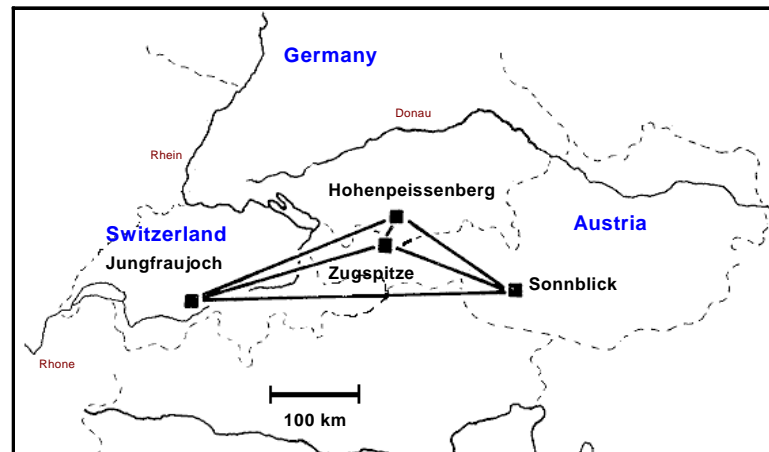 Germany
Donau
Rhein
Hohenpeissenberg
Switzerland
Austria
Jungfraujoch
Zugspitze
Sonnblick
Rhone
100 km